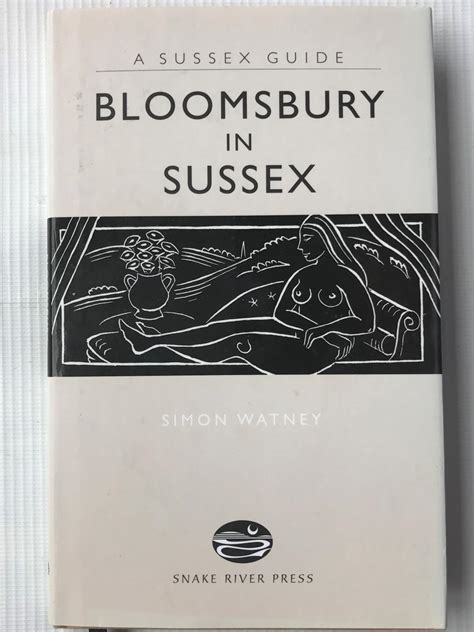 A SUSSEX GUIDE
BLOOMSBURY
IN
SUSSEX
SIMON WATNEY
SNAKE RIVER PRESS